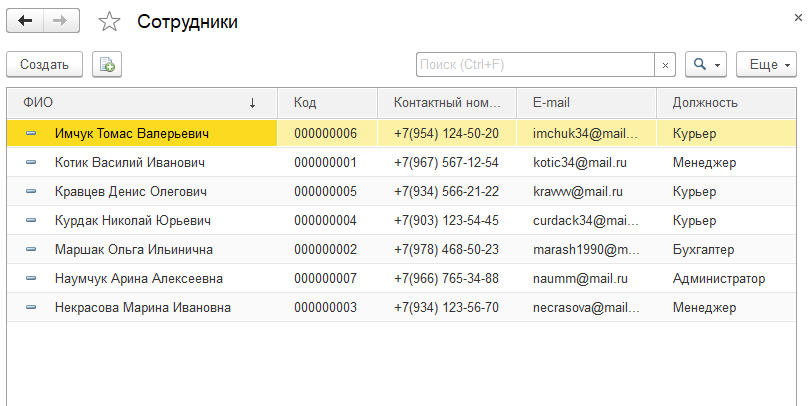 Сотрудники
Создать Поиск (Ctrl+F) Еще
ФИО Код Контактный ном... E-mail Должность
Имчук Томас Валерьевич 000000006 +7(954) 124-50-20 imchuk34@mail... Курьер
Котик Василий Иванович 000000001 +7(967) 567-12-54 kotic34@mail.ru Менеджер
Кравцев Денис Олегович 000000005 +7(934) 566-21-22 kravvv@mail.ru Курьер
Курдак Николай Юрьевич 000000004 +7(903) 123-54-45 curdack34@mai... Курьер
Маршак Ольга Ильинична 000000002 +7(978) 468-50-23 marash1990@m... Бухгалтер
Наумчук Арина Алексеевна 000000007 +7(966) 765-34-88 naumm@mail.ru Администратор
Некрасова Марина Ивановна 000000003 +7(934) 123-56-70 necrasova@mail... Менеджер